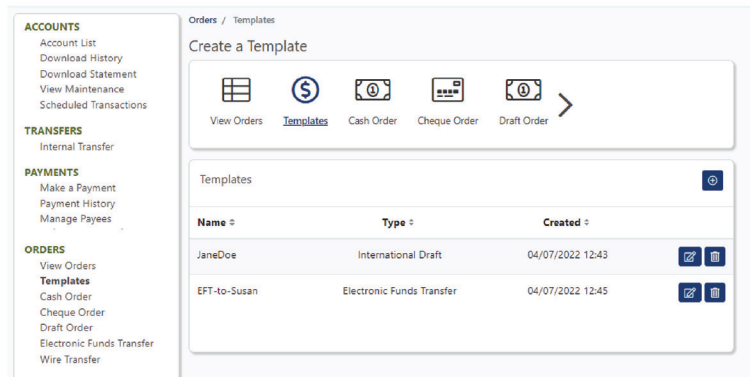 ACCOUNTS
Account List
Download History
Download Statement
View Maintenance
Scheduled Transactions
TRANSFERS
Internal Transfer
PAYMENTS
Make a Payment
Payment History
Manage Payees
ORDERS
View Orders
Templates
Cash Order
Cheque Order
Draft Order
Electronic Funds Transfer
Wire Transfer
Orders / Templates
Create a Template
View Orders Templates Cash Order Cheque Order Draft Order
Templates
Name Type Created
JaneDoe International Draft 04/07/2022 12:43
EFT-to-Susan Electronic Funds Transfer 04/07/2022 12:45